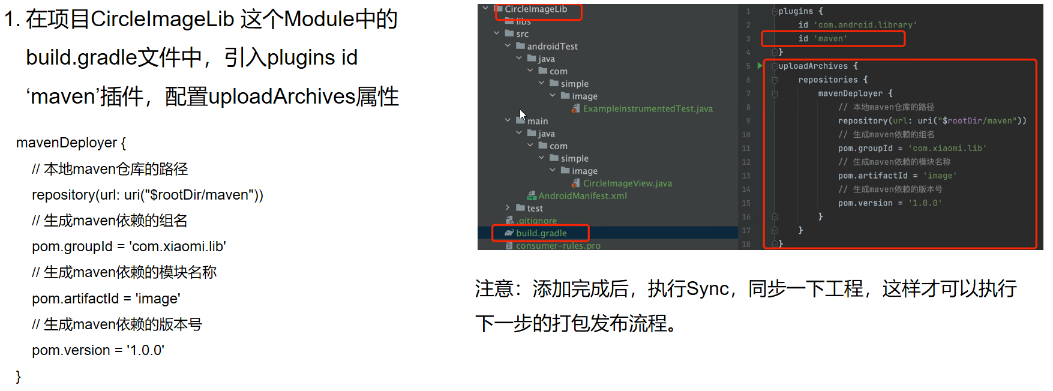 1. 在项目CircleImageLib 这个Module中的
build.gradle文件中，引入plugins id
‘maven’插件，配置uploadArchives属性
mavenDeployer {
// 本地maven仓库的路径
repository(url: uri("$rootDir/maven"))
// 生成maven依赖的组名
pom.groupId = 'com.xiaomi.lib'
// 生成maven依赖的模块名称
pom.artifactId = 'image'
// 生成maven依赖的版本号
pom.version = '1.0.0'
}
CircleImageLib
libs
src
androidTest
java
com
simple
image
ExampleInstrumentedTest.java
main
java
com
simple
image
CircleImageView.java
AndroidManifest.xml
test
.gitignore
build.gradle
consumer-rules.pro
1 plugins {
2 id 'com.android.library'
3 id 'maven'
4 }
5 uploadArchives {
6 repositories {
7 mavenDeployer {
8 // 本地maven仓库的路径
9 repository(url: uri("$rootDir/maven"))
10 // 生成maven依赖的组名
11 pom.groupId = 'com.xiaomi.lib'
12 // 生成maven依赖的模块名称
13 pom.artifactId = 'image'
14 // 生成maven依赖的版本号
15 pom.version = '1.0.0'
16 }
17 }
18 }
注意：添加完成后，执行Sync，同步一下工程，这样才可以执行
下一步的打包发布流程。